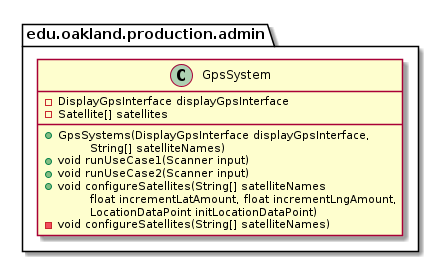 edu.oakland.production.admin
C GpsSystem
DisplayGpsInterface displayGpsInterface
Satellite[] satellites
GpsSystems(DisplayGpsInterface displayGpsInterface,
String[] satelliteNames)
void runUseCase1(Scanner input)
void runUseCase2(Scanner input)
void configureSatellites(String[] satelliteNames
float incrementLatAmount, float incrementLngAmount,
LocationDataPoint initLocationDataPoint)
void configureSatellites(String[] satelliteNames)